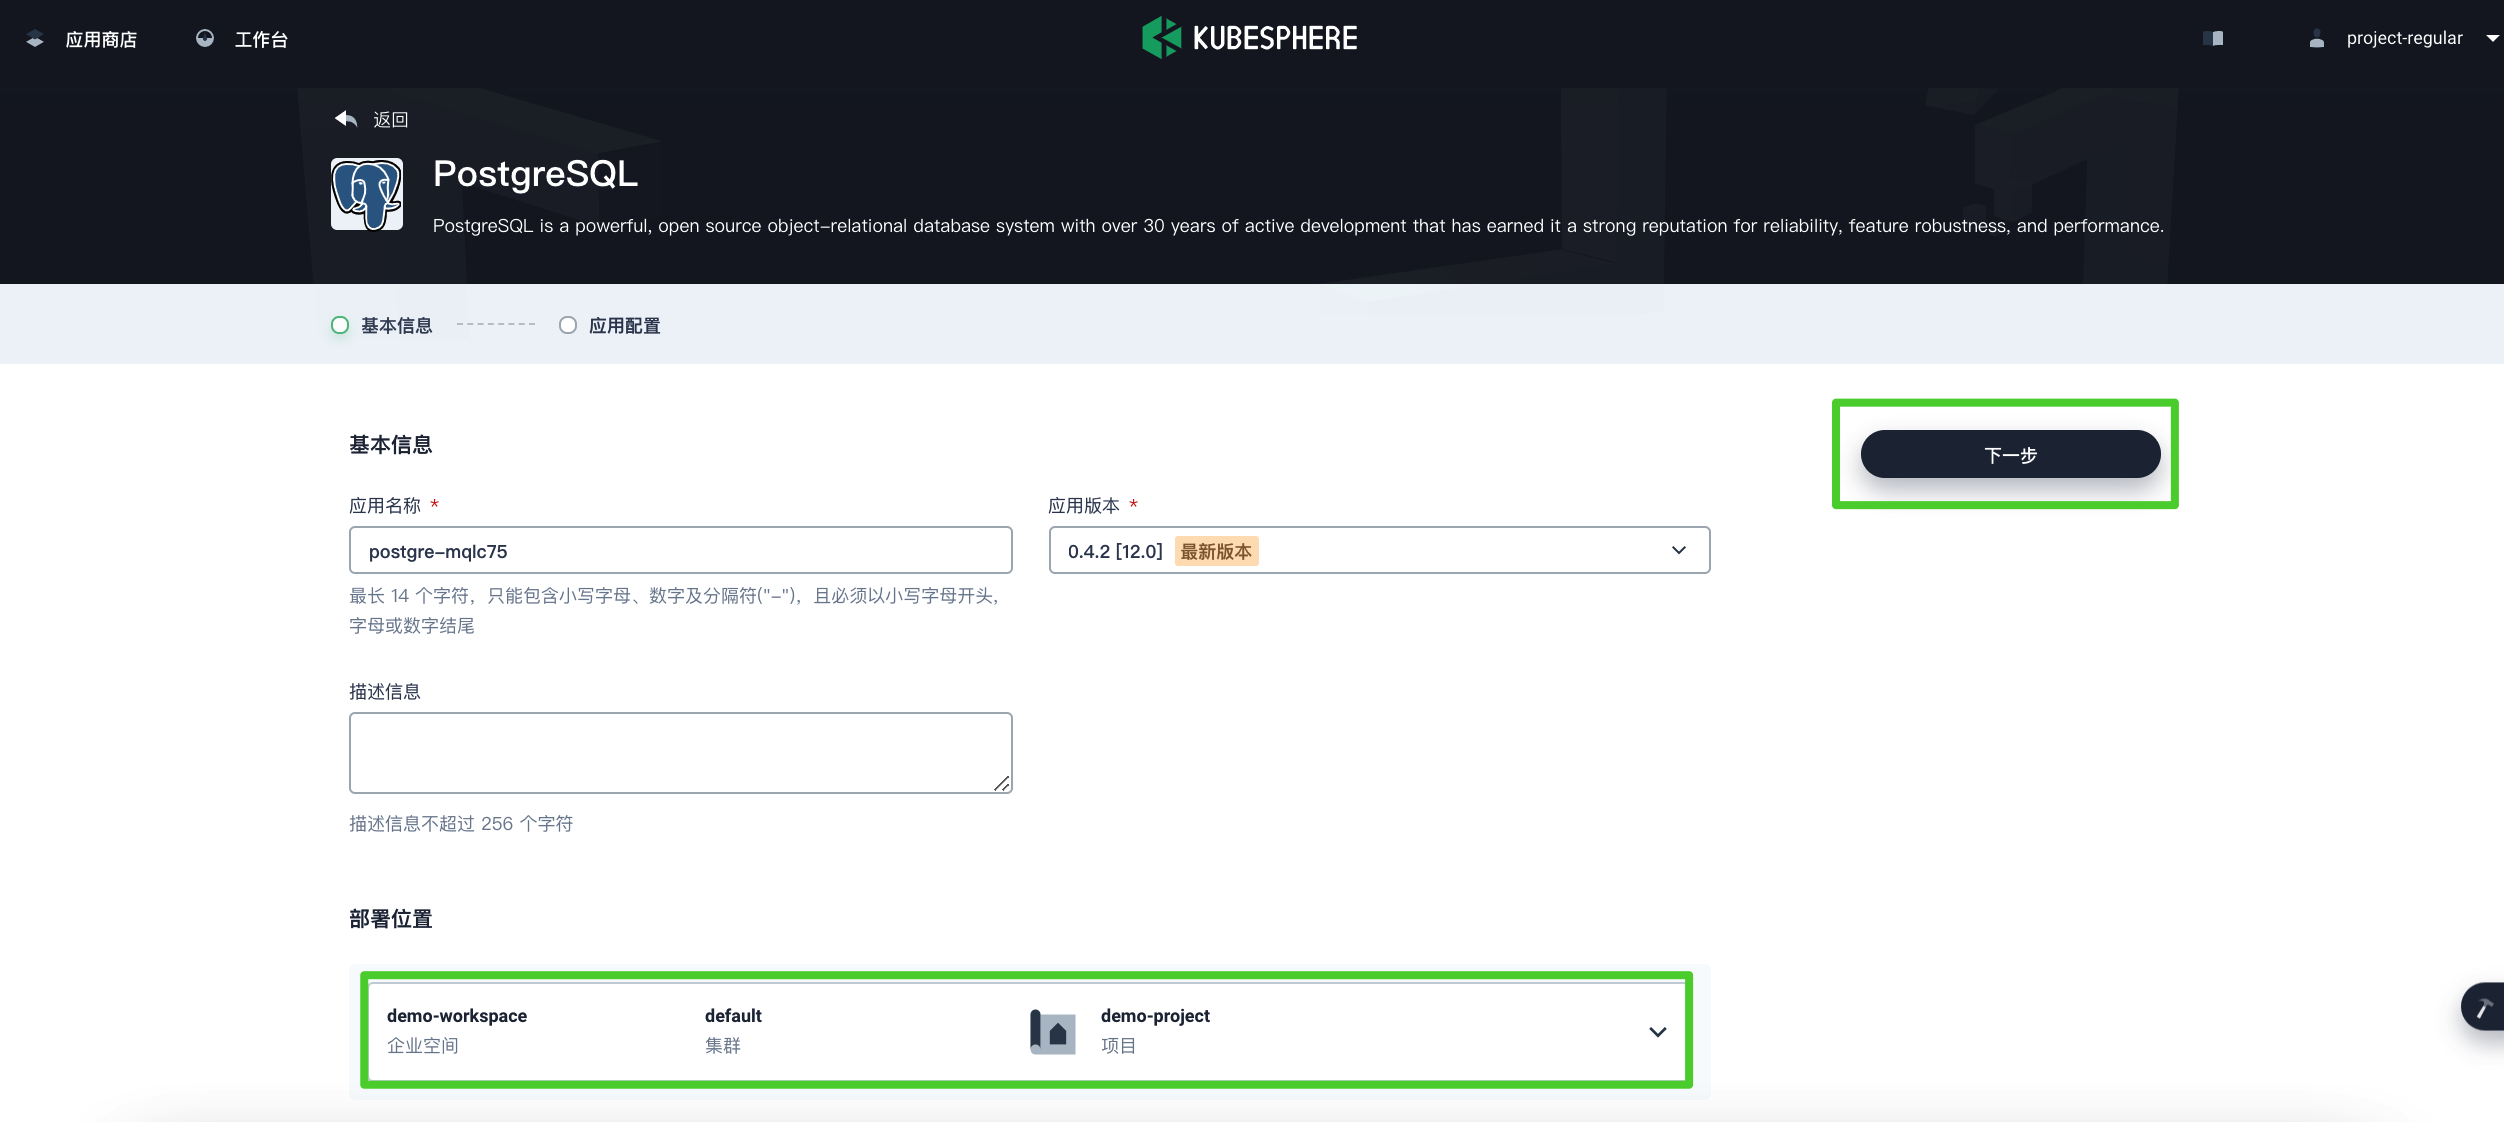 应用商店
工作台
KUBESPHERE
project-regular
返回
PostgreSQL
PostgreSQL is a powerful, open source object-relational database system with over 30 years of active development that has earned it a strong reputation for reliability, feature robustness, and performance.
基本信息
应用配置
基本信息
下一步
应用名称 *
应用版本 *
postgre-mqlc75
0.4.2 [12.0] 最新版本
最长 14 个字符，只能包含小写字母、数字及分隔符("-")，且必须以小写字母开头，
字母或数字结尾
描述信息
描述信息不超过 256 个字符
部署位置
demo-workspace
企业空间
default
集群
demo-project
项目